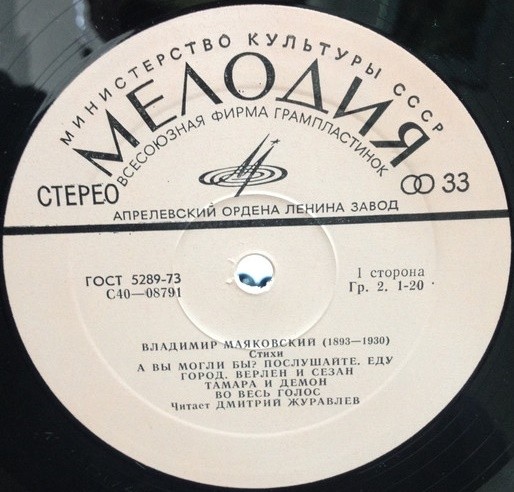 МИНИСТЕРСТВО КУЛЬТУРЫ СССР
МЕЛОДИЯ
ВСЕСОЮЗНАЯ ФИРМА ГРАМПЛАСТИНОК
СТЕРЕО
33
АПРЕЛЕВСКИЙ ОРДЕНА ЛЕНИНА ЗАВОД
ГОСТ 5289-73
С40—08791
1 сторона
Гр. 2. 1-20
ВЛАДИМИР МАЯКОВСКИЙ (1893—1930)
Стихи
А ВЫ МОГЛИ БЫ? ПОСЛУШАЙТЕ. ЕДУ
ГОРОД. ВЕРЛЕН И СЕЗАН
ТАМАРА И ДЕМОН
ВО ВЕСЬ ГОЛОС
Читает ДМИТРИЙ ЖУРАВЛЕВ